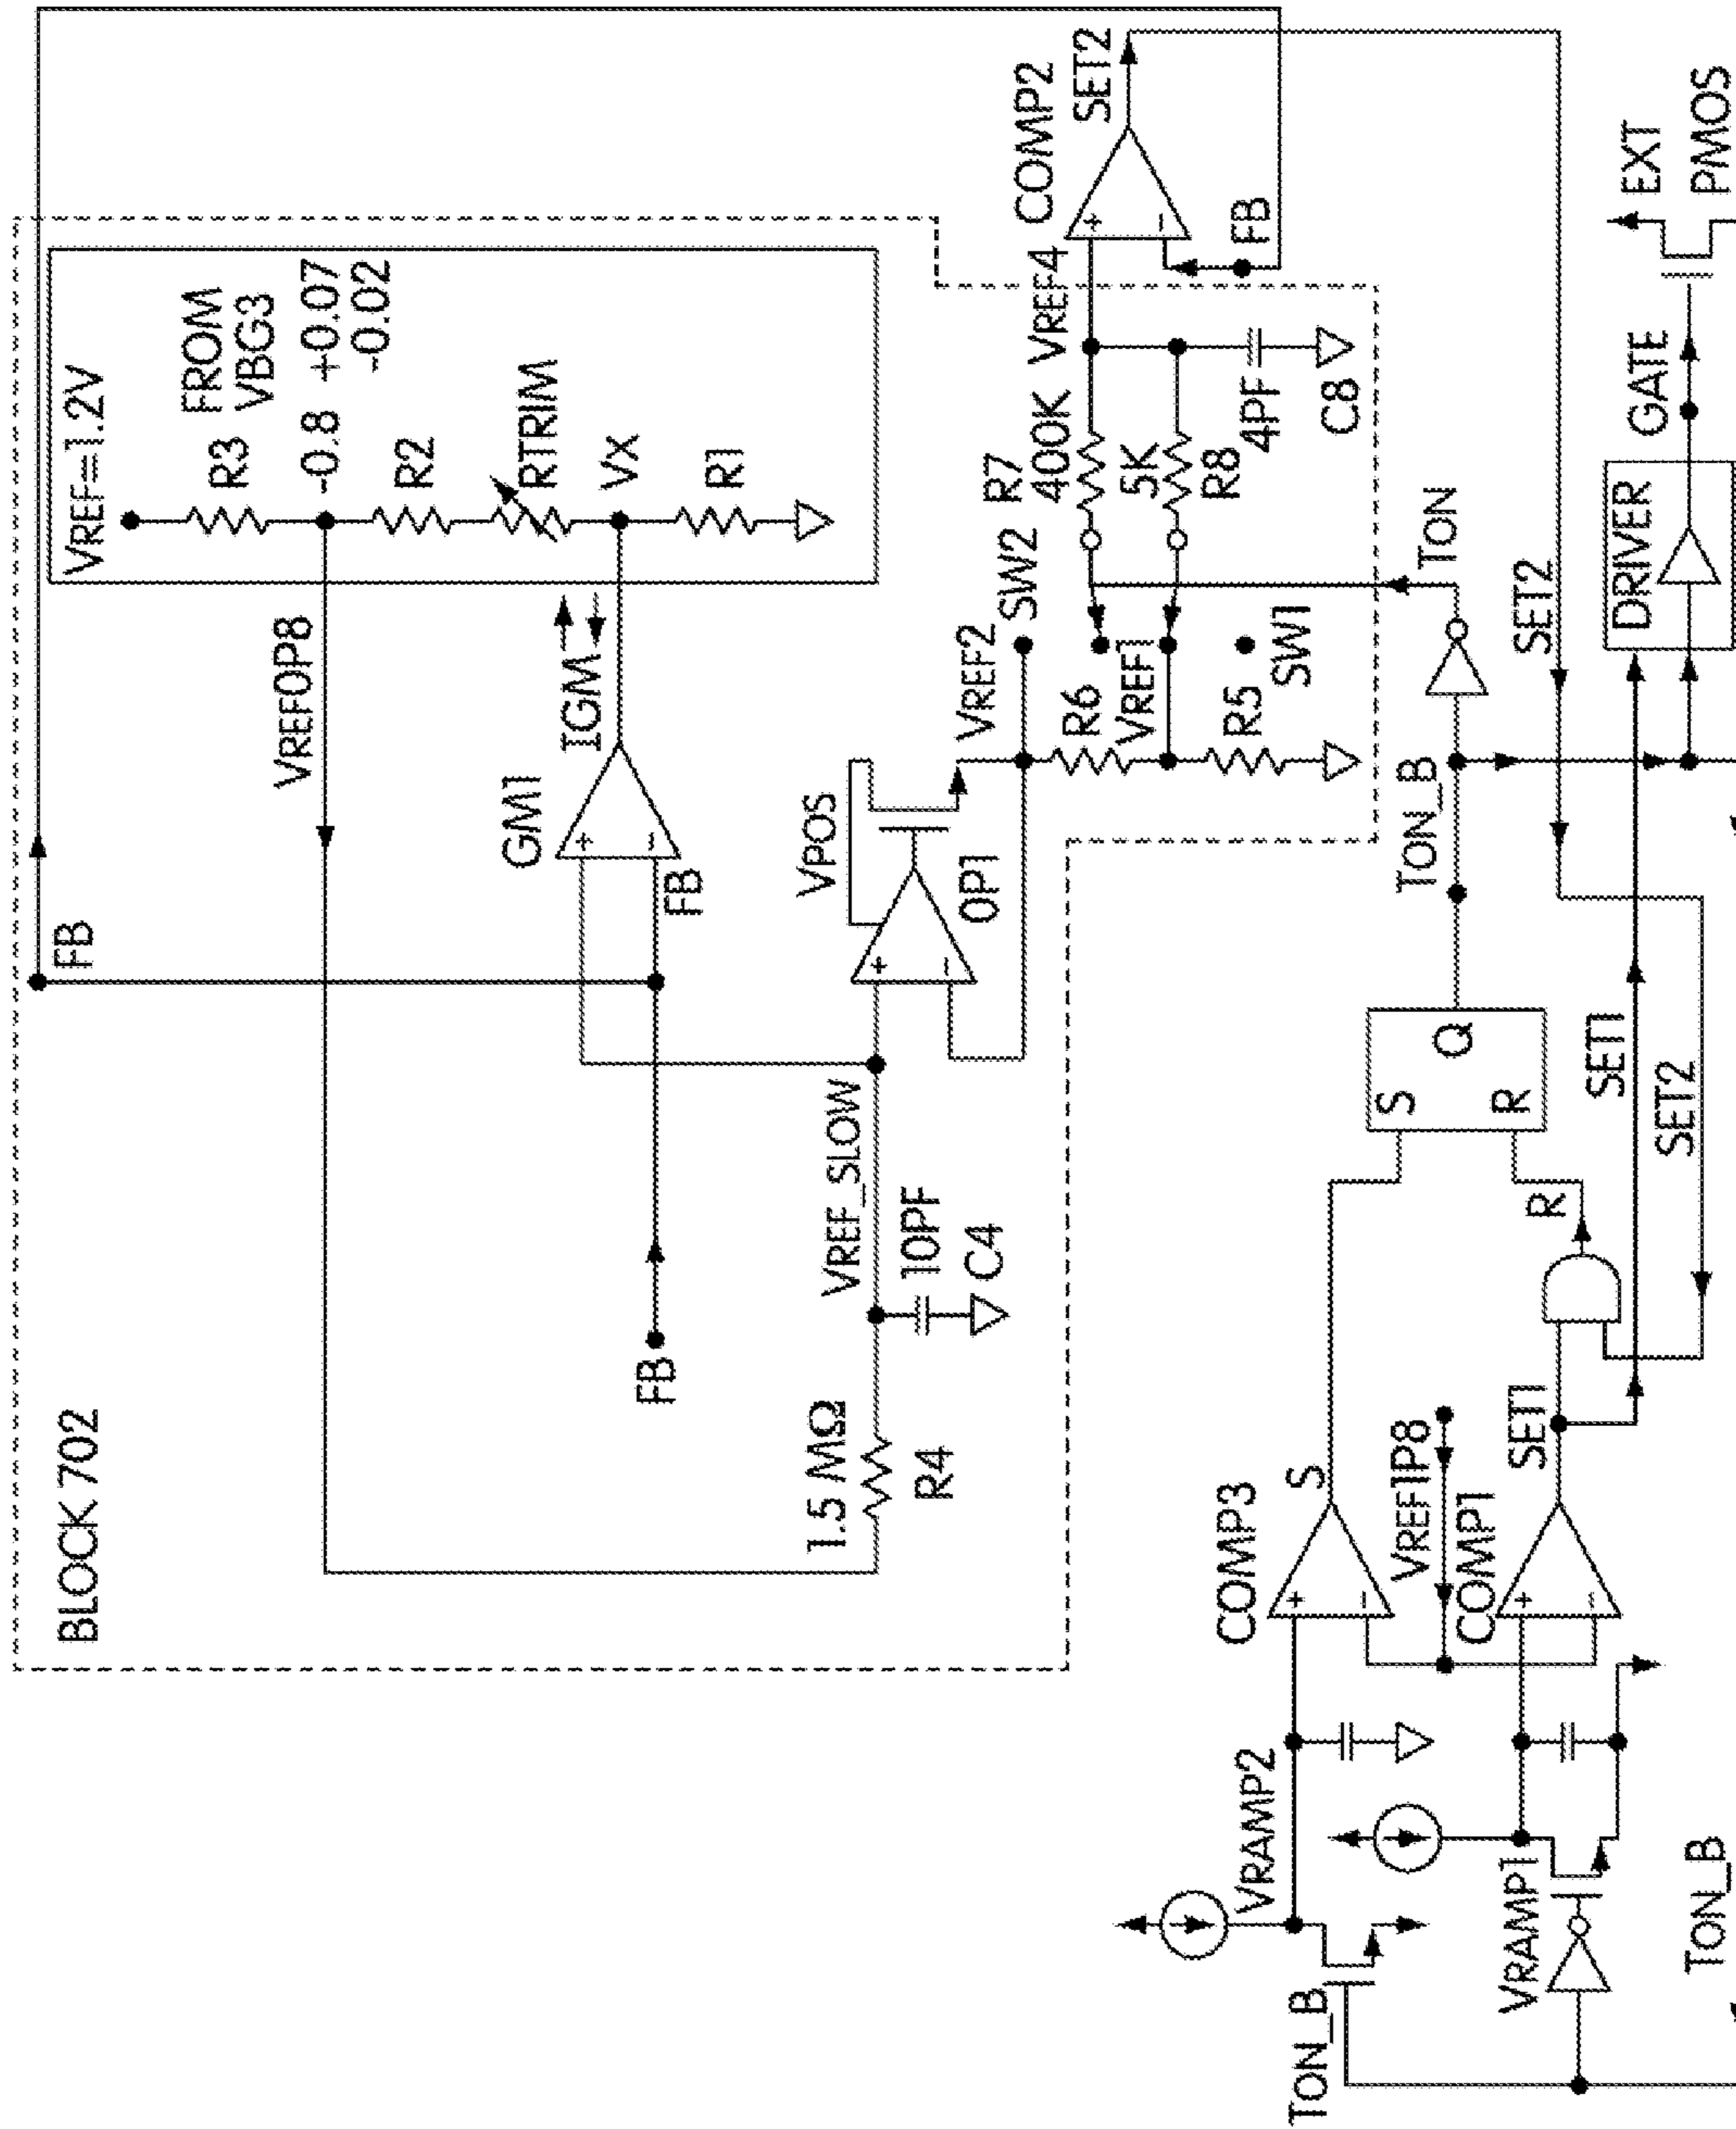 BLOCK 702
FB
VREF=1.2V
R3
FROM
VBG3
-0.8 +0.07
-0.02
R2
RTRIM
Vx
R1
VREF0P8
IGM
GM1
+
−
FB
FB
1.5 MΩ
R4
VREF_SLOW
10PF
C4
VPOS
+
−
0P1
VREF2
SW2
R6
VREF1
R5
SW1
R7
400K
5K
R8
VREF4
4PF
C8
COMP2
+
−
SET2
FB
TON
TON_B
SET2
S
R
Q
COMP3
+
−
S
VREF1P8
COMP1
+
−
SET1
R
SET1
SET2
DRIVER
GATE
EXT
PMOS
VRAMP2
VRAMP1
TON_B
TON_B